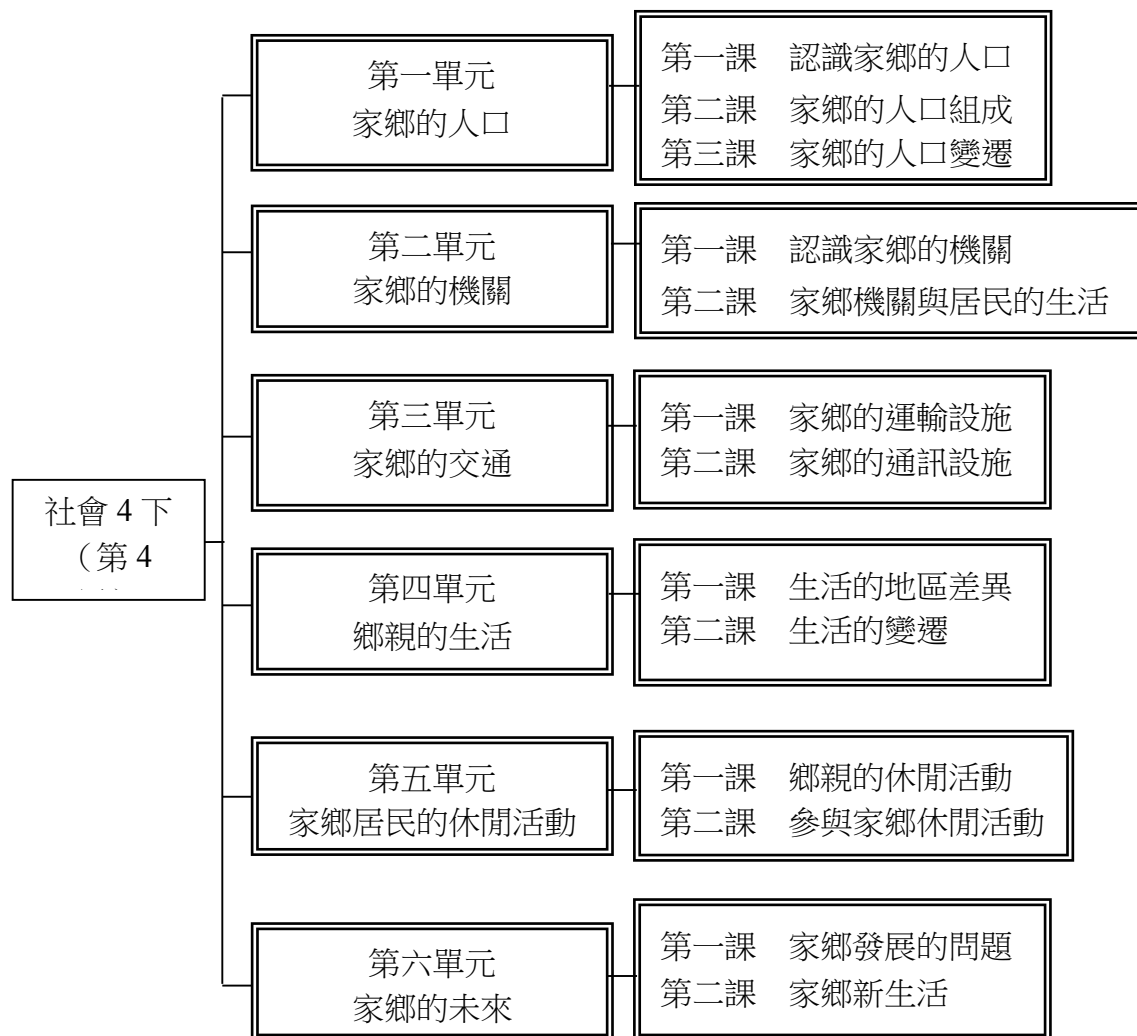 社會 4 下
（第 4
第一單元
家鄉的人口
第一課　認識家鄉的人口
第二課　家鄉的人口組成
第三課　家鄉的人口變遷
第二單元
家鄉的機關
第一課　認識家鄉的機關
第二課　家鄉機關與居民的生活
第三單元
家鄉的交通
第一課　家鄉的運輸設施
第二課　家鄉的通訊設施
第四單元
鄉親的生活
第一課　生活的地區差異
第二課　生活的變遷
第五單元
家鄉居民的休閒活動
第一課　鄉親的休閒活動
第二課　參與家鄉休閒活動
第六單元
家鄉的未來
第一課　家鄉發展的問題
第二課　家鄉新生活